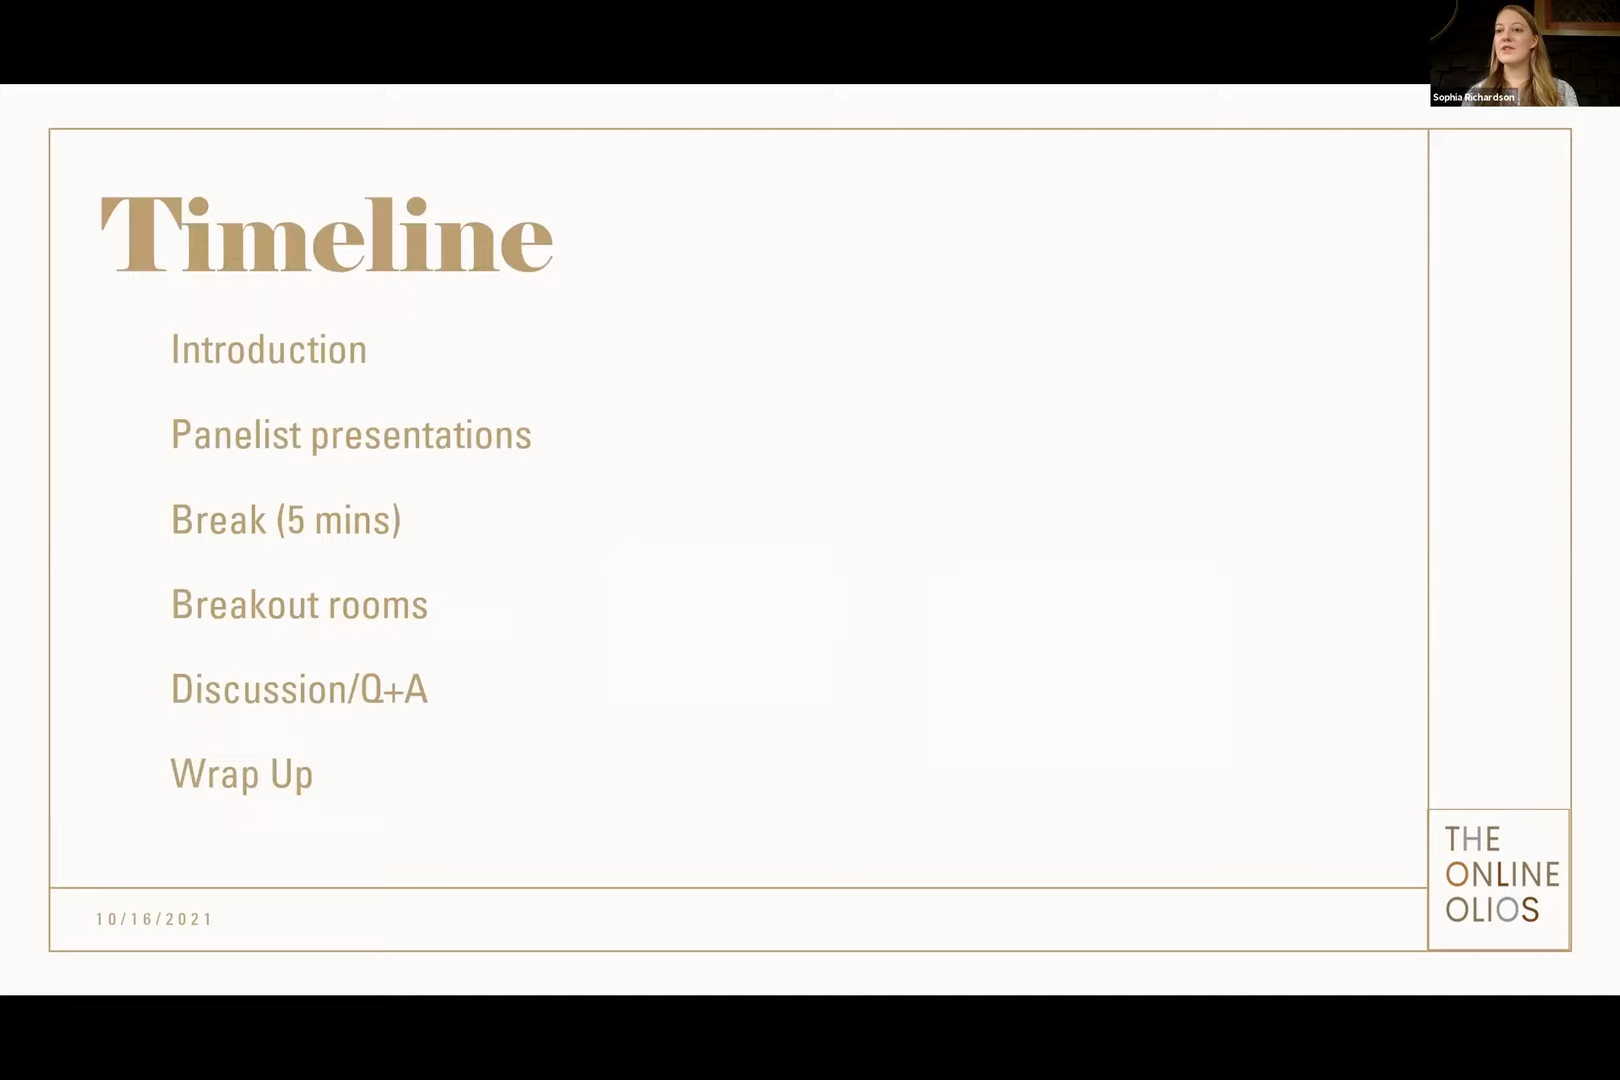 Sophia Richardson
Timeline
Introduction
Panelist presentations
Break (5 mins)
Breakout rooms
Discussion/Q+A
Wrap Up
10/16/2021
THE
ONLINE
OLIOS